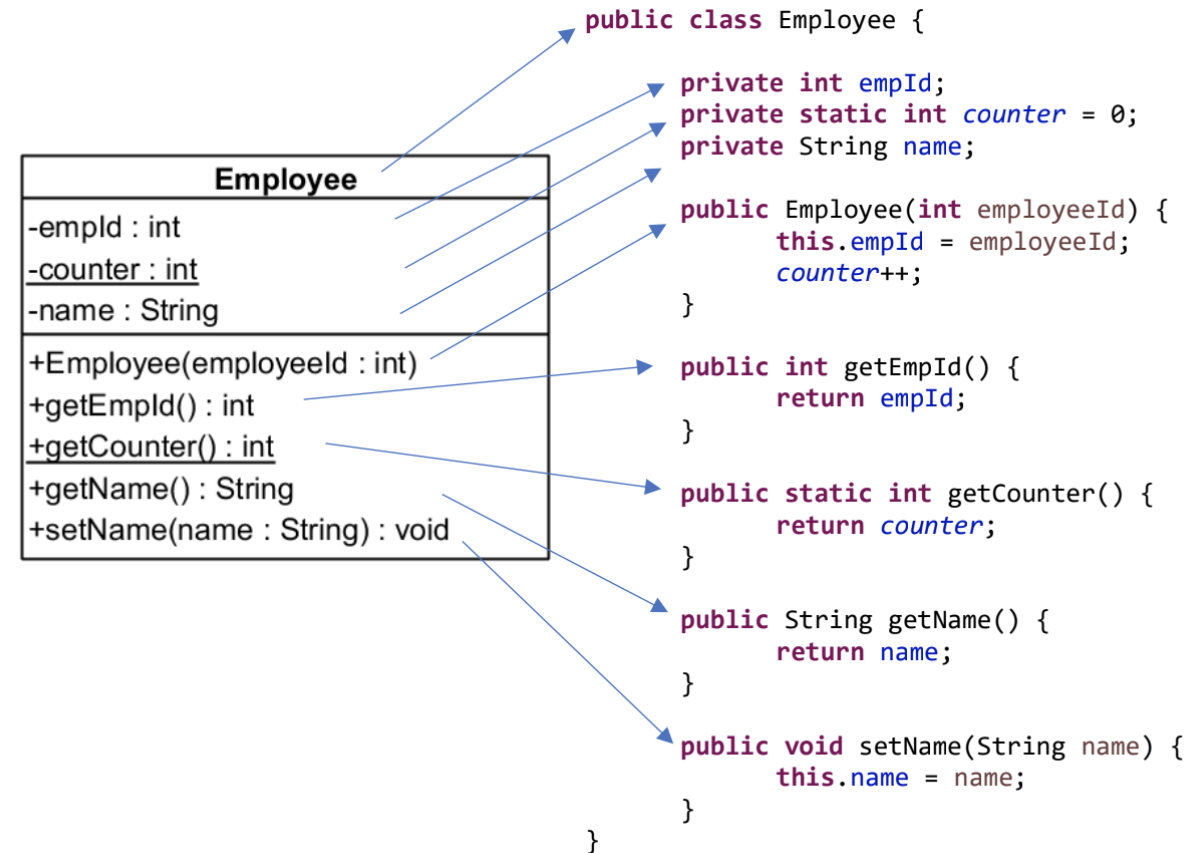 Employee
-empId : int
-counter : int
-name : String
+Employee(employeeId : int)
+getEmpId() : int
+getCounter() : int
+getName() : String
+setName(name : String) : void
public class Employee {
private int empId;
private static int counter = 0;
private String name;
public Employee(int employeeId) {
this.empId = employeeId;
counter++;
}
public int getEmpId() {
return empId;
}
public static int getCounter() {
return counter;
}
public String getName() {
return name;
}
public void setName(String name) {
this.name = name;
}
}